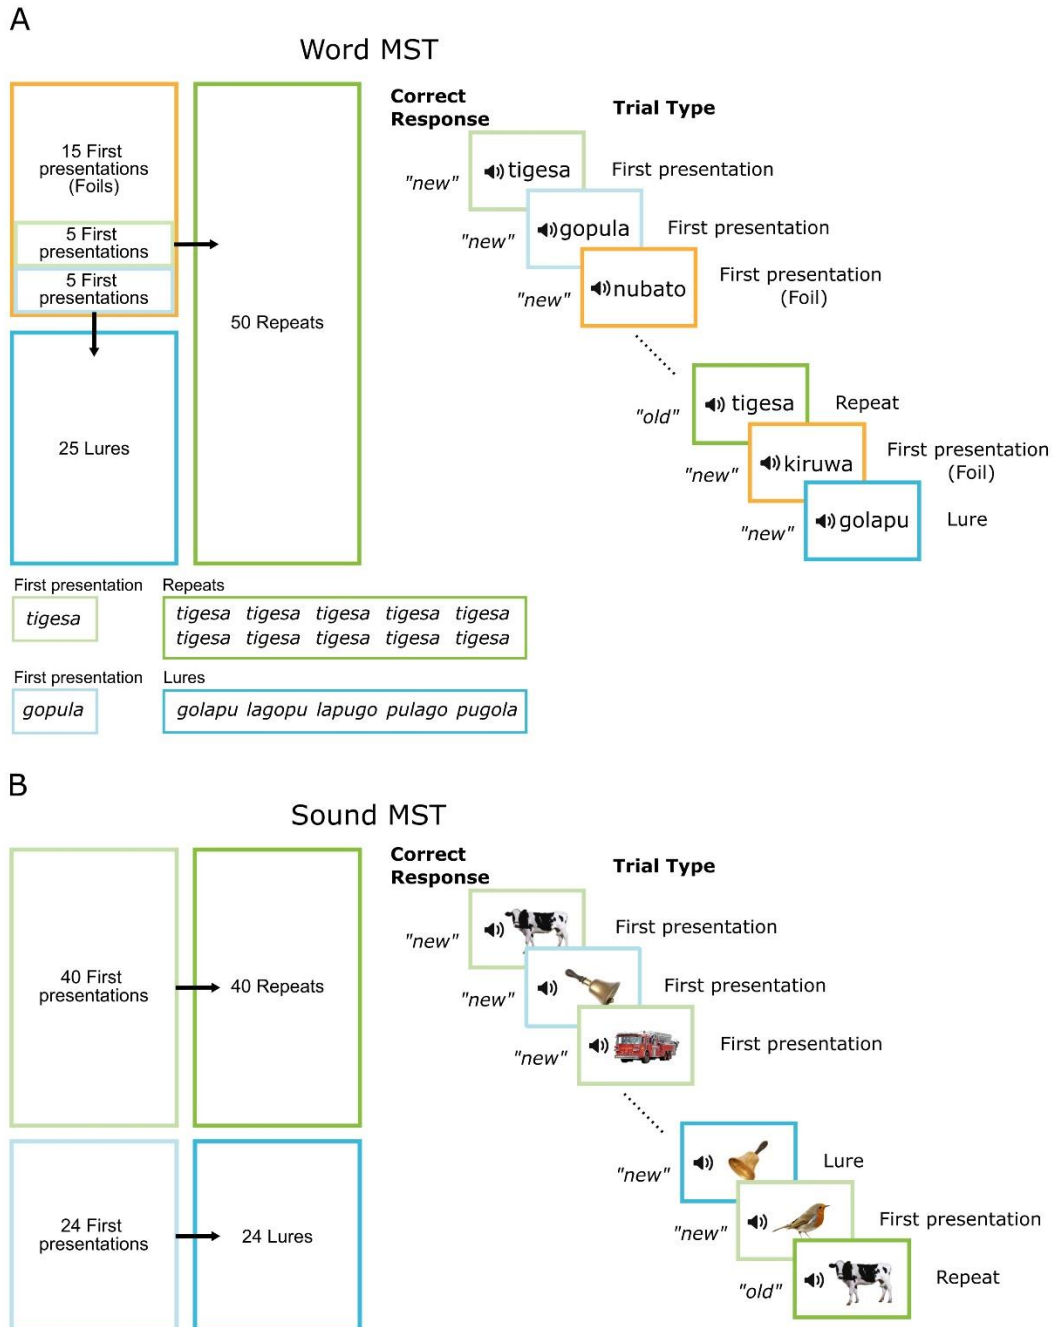 A
Word MST
15 First
presentations
(Foils)
5 First
presentations
5 First
presentations
25 Lures
50 Repeats
Correct
Response
Trial Type
"new"
tigesa
First presentation
"new"
gopula
First presentation
"new"
nubato
First presentation
(Foil)
"old"
tigesa
Repeat
"new"
kiruwa
First presentation
(Foil)
"new"
golapu
Lure
First presentation
tigesa
Repeats
tigesa tigesa tigesa tigesa tigesa
tigesa tigesa tigesa tigesa tigesa
First presentation
gopula
Lures
golapu lagopu lapugo pulago pugola
B
Sound MST
40 First
presentations
40 Repeats
24 First
presentations
24 Lures
Correct
Response
Trial Type
"new"
First presentation
"new"
First presentation
"new"
First presentation
"new"
Lure
"new"
First presentation
"old"
Repeat